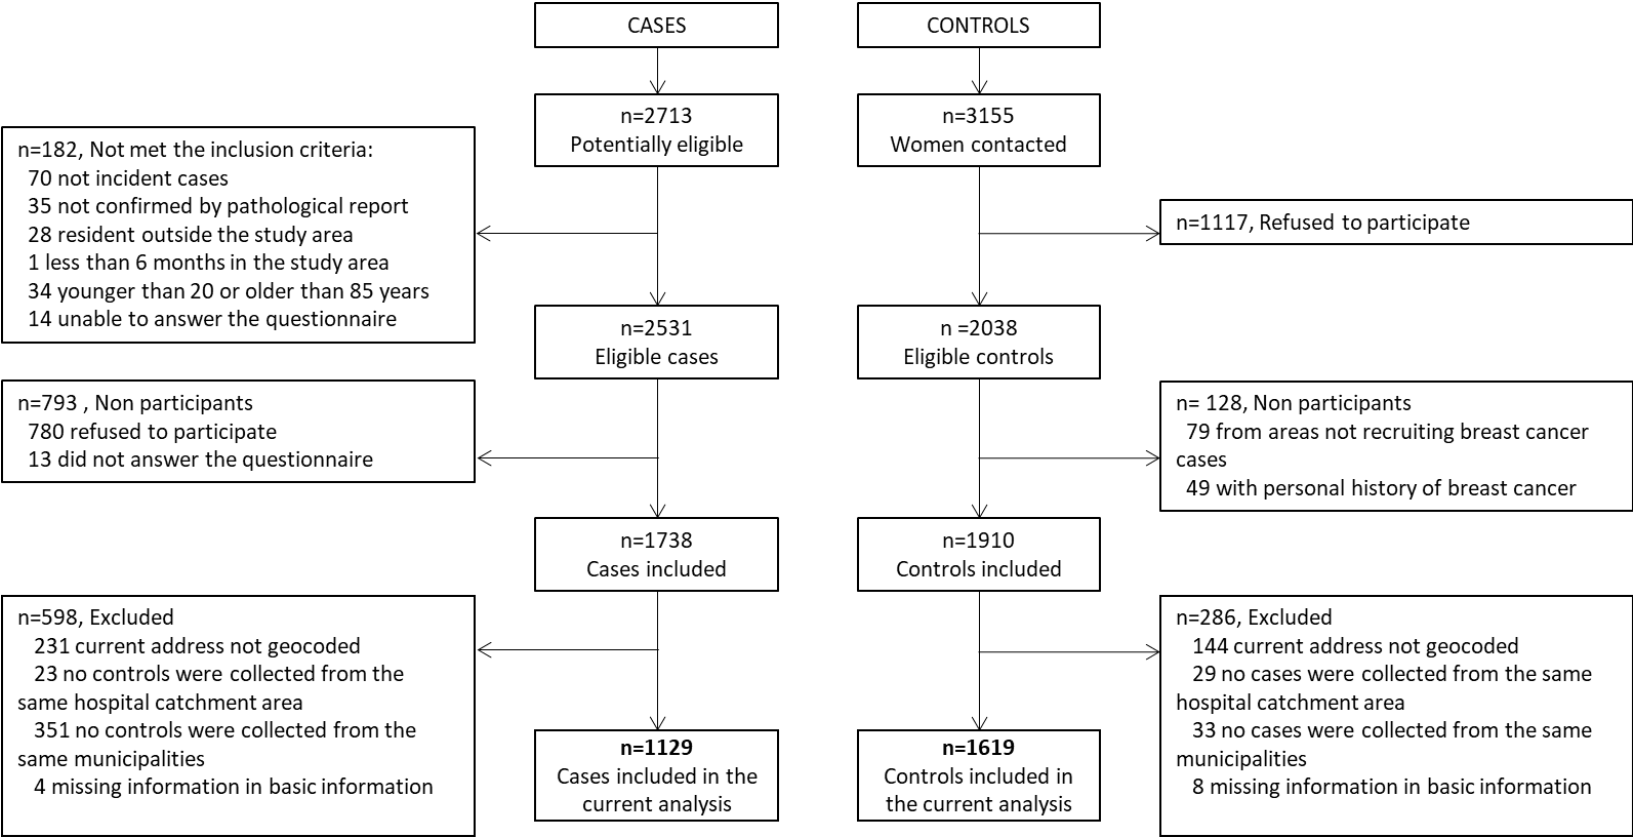 CASES
CONTROLS
n=2713
Potentially eligible
n=3155
Women contacted
n=182, Not met the inclusion criteria:
70 not incident cases
35 not confirmed by pathological report
28 resident outside the study area
1 less than 6 months in the study area
34 younger than 20 or older than 85 years
14 unable to answer the questionnaire
n=1117, Refused to participate
n=2531
Eligible cases
n =2038
Eligible controls
n=793 , Non participants
780 refused to participate
13 did not answer the questionnaire
n= 128, Non participants
79 from areas not recruiting breast cancer
cases
49 with personal history of breast cancer
n=1738
Cases included
n=1910
Controls included
n=598, Excluded
231 current address not geocoded
23 no controls were collected from the
same hospital catchment area
351 no controls were collected from the
same municipalities
4 missing information in basic information
n=286, Excluded
144 current address not geocoded
29 no cases were collected from the same
hospital catchment area
33 no cases were collected from the same
municipalities
8 missing information in basic information
n=1129
Cases included in the
current analysis
n=1619
Controls included in
the current analysis